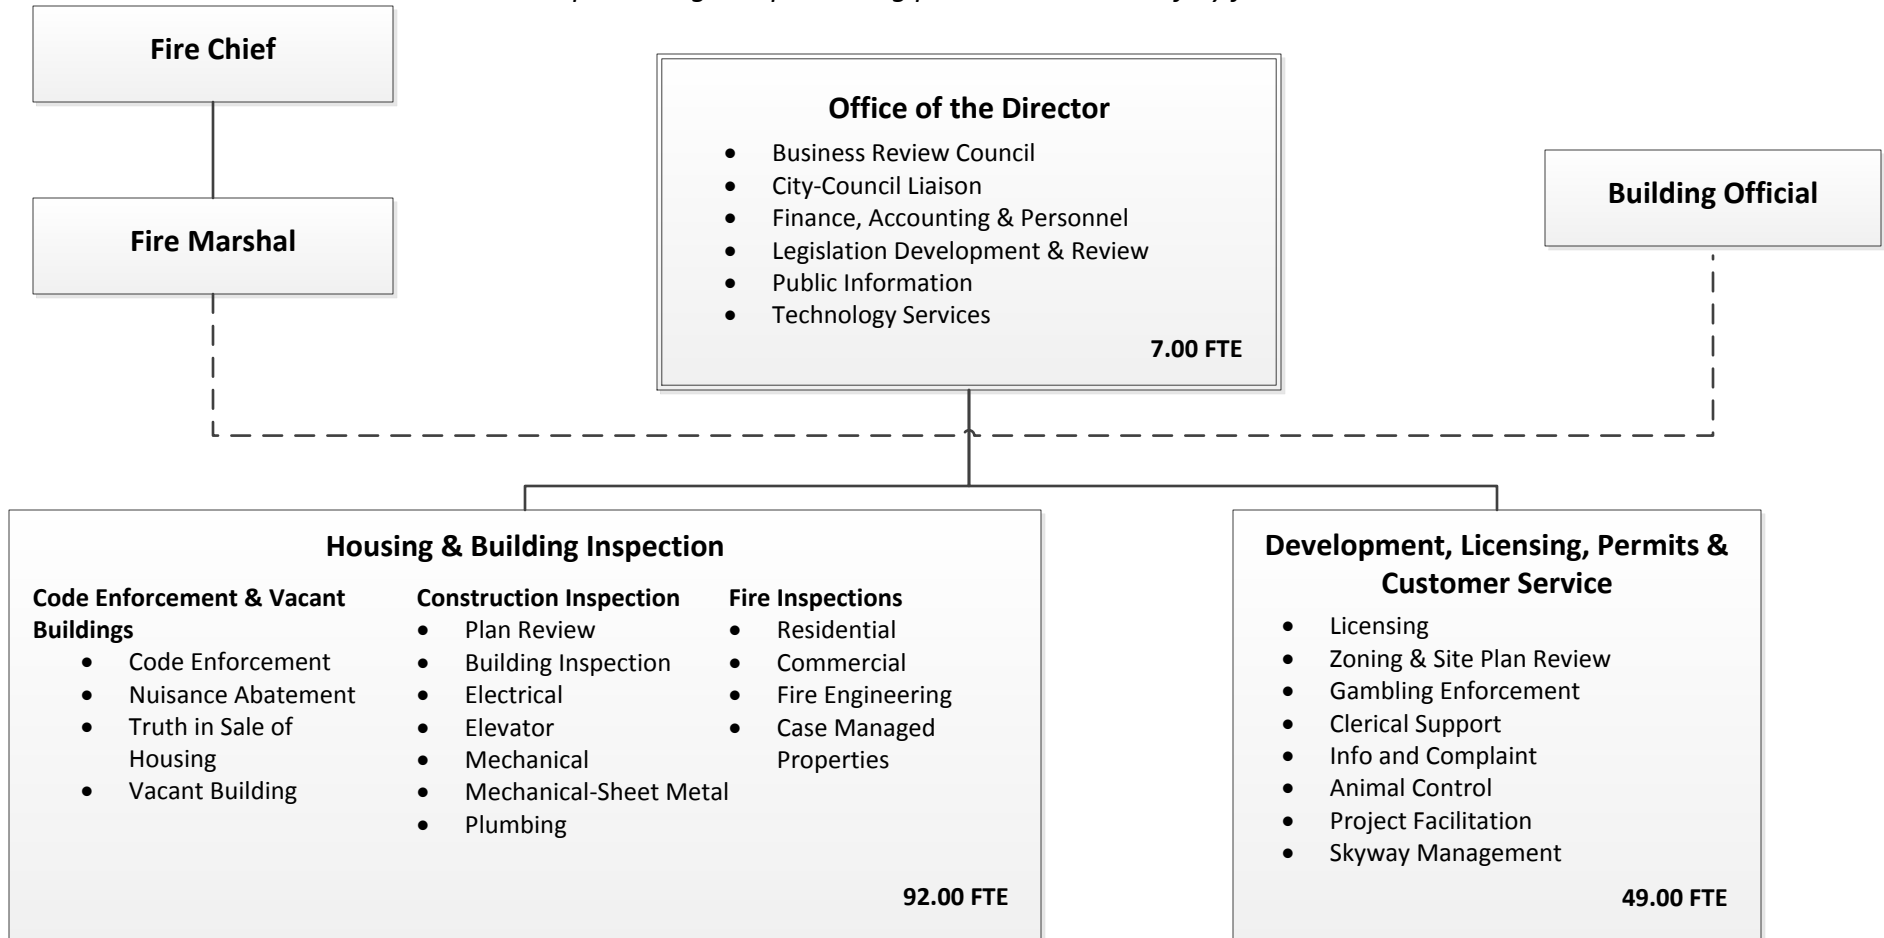 Fire Chief
Office of the Director
• Business Review Council
• City-Council Liaison
• Finance, Accounting & Personnel
• Legislation Development & Review
• Public Information
• Technology Services
7.00 FTE
Building Official
Fire Marshal
Housing & Building Inspection
Code Enforcement & Vacant
Buildings
• Code Enforcement
• Nuisance Abatement
• Truth in Sale of
Housing
• Vacant Building
Construction Inspection
• Plan Review
• Building Inspection
• Electrical
• Elevator
• Mechanical
• Mechanical-Sheet Metal
• Plumbing
Fire Inspections
• Residential
• Commercial
• Fire Engineering
• Case Managed
Properties
92.00 FTE
Development, Licensing, Permits &
Customer Service
• Licensing
• Zoning & Site Plan Review
• Gambling Enforcement
• Clerical Support
• Info and Complaint
• Animal Control
• Project Facilitation
• Skyway Management
49.00 FTE